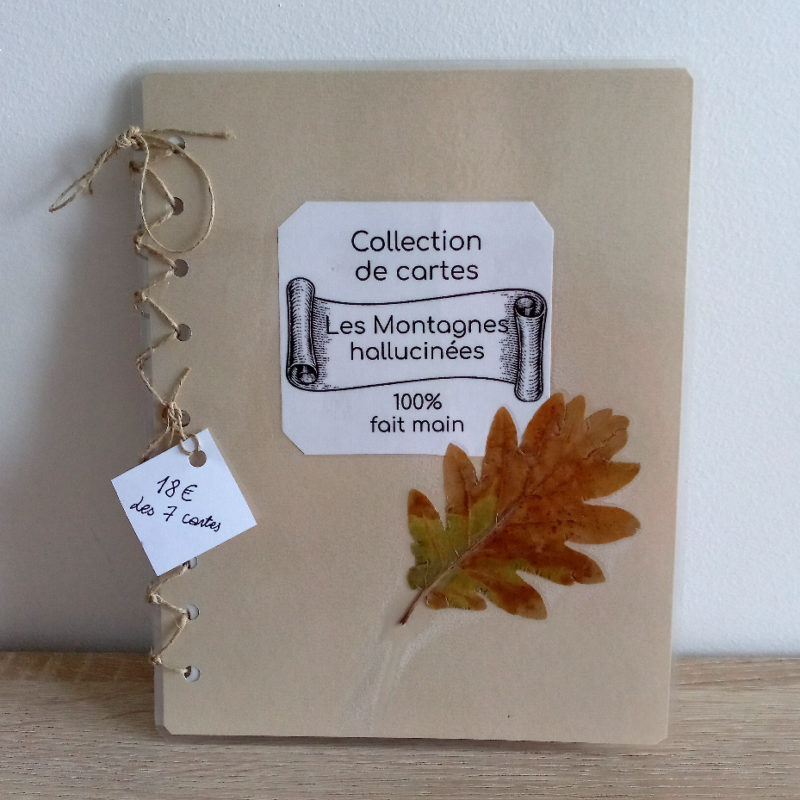 Collection
de cartes
Les Montagnes
hallucinées
100%
fait main
18€
les 7 cartes